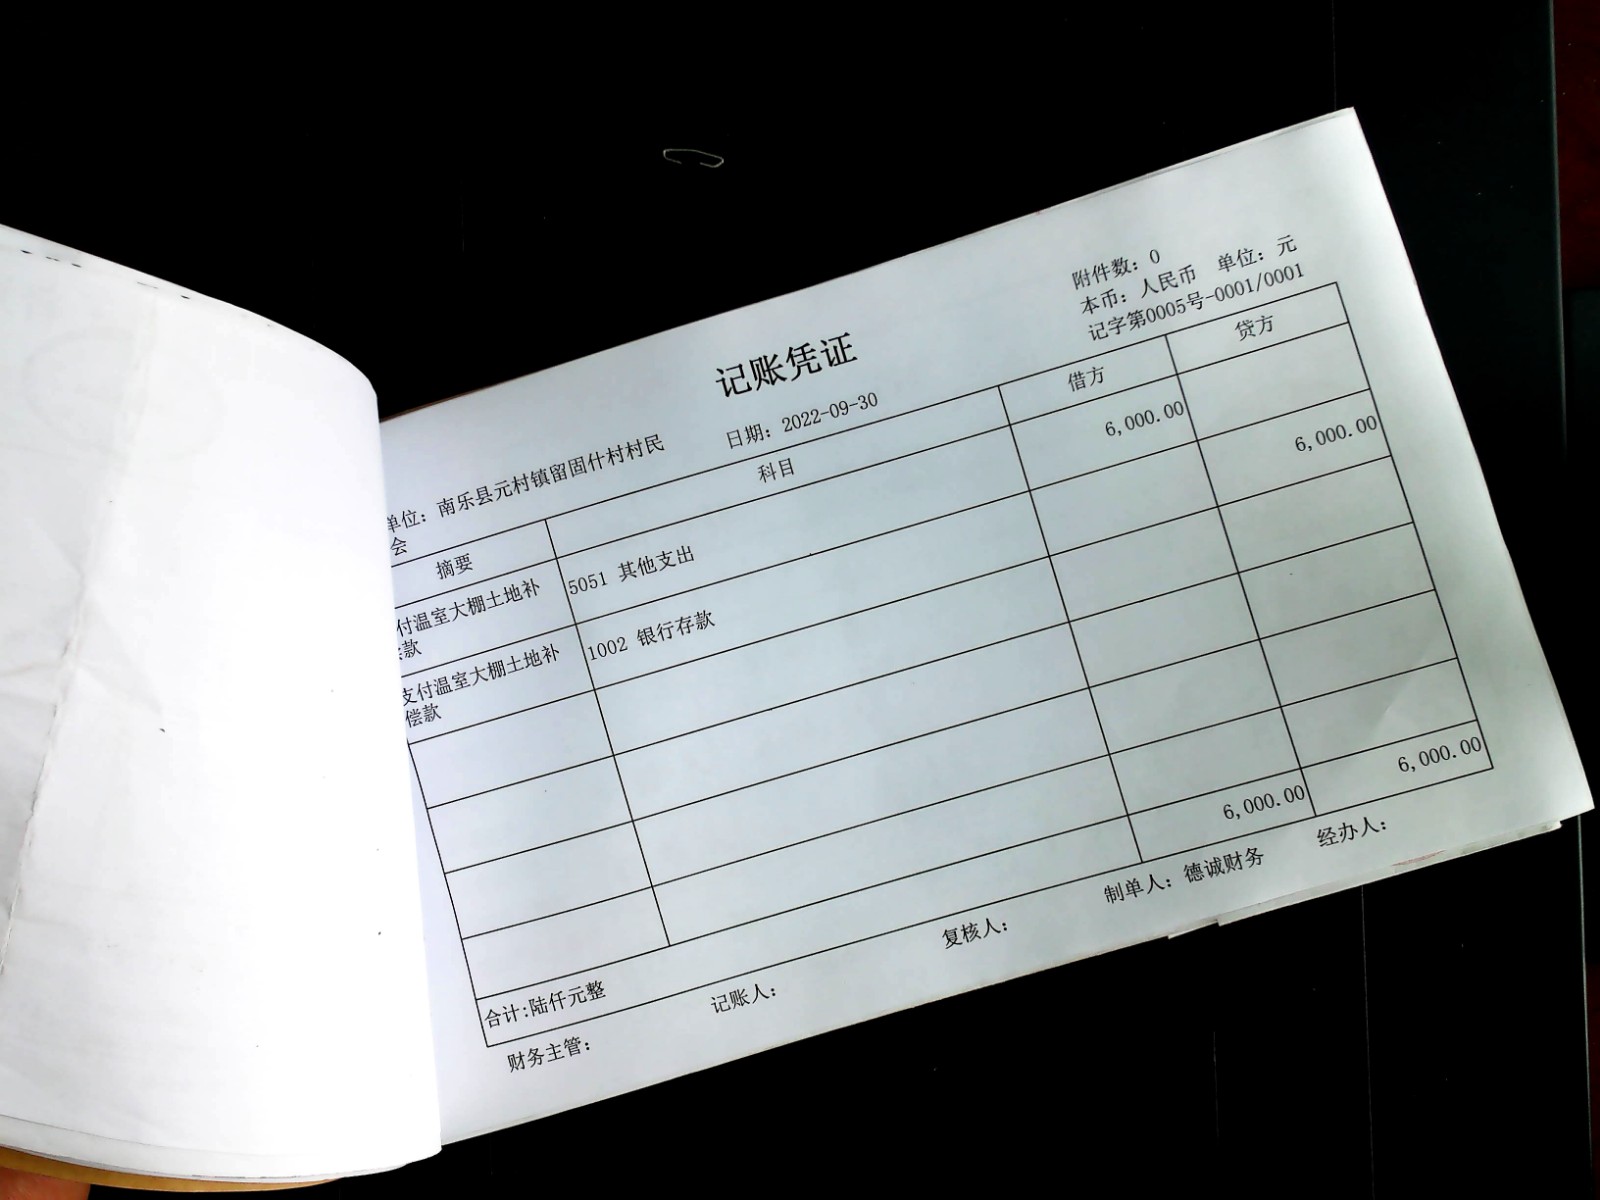 附件数：0
本币：人民币 单位：元
记字第0005号-0001/0001
记账凭证
单位：南乐县元村镇留固什村村民
会
日期：2022-09-30
摘要 科目 借方 贷方
付温室大棚土地补
款
5051 其他支出 6,000.00
支付温室大棚土地补
偿款
1002 银行存款 6,000.00
合计:陆仟元整 6,000.00 6,000.00
财务主管： 记账人： 复核人： 制单人：德诚财务 经办人：